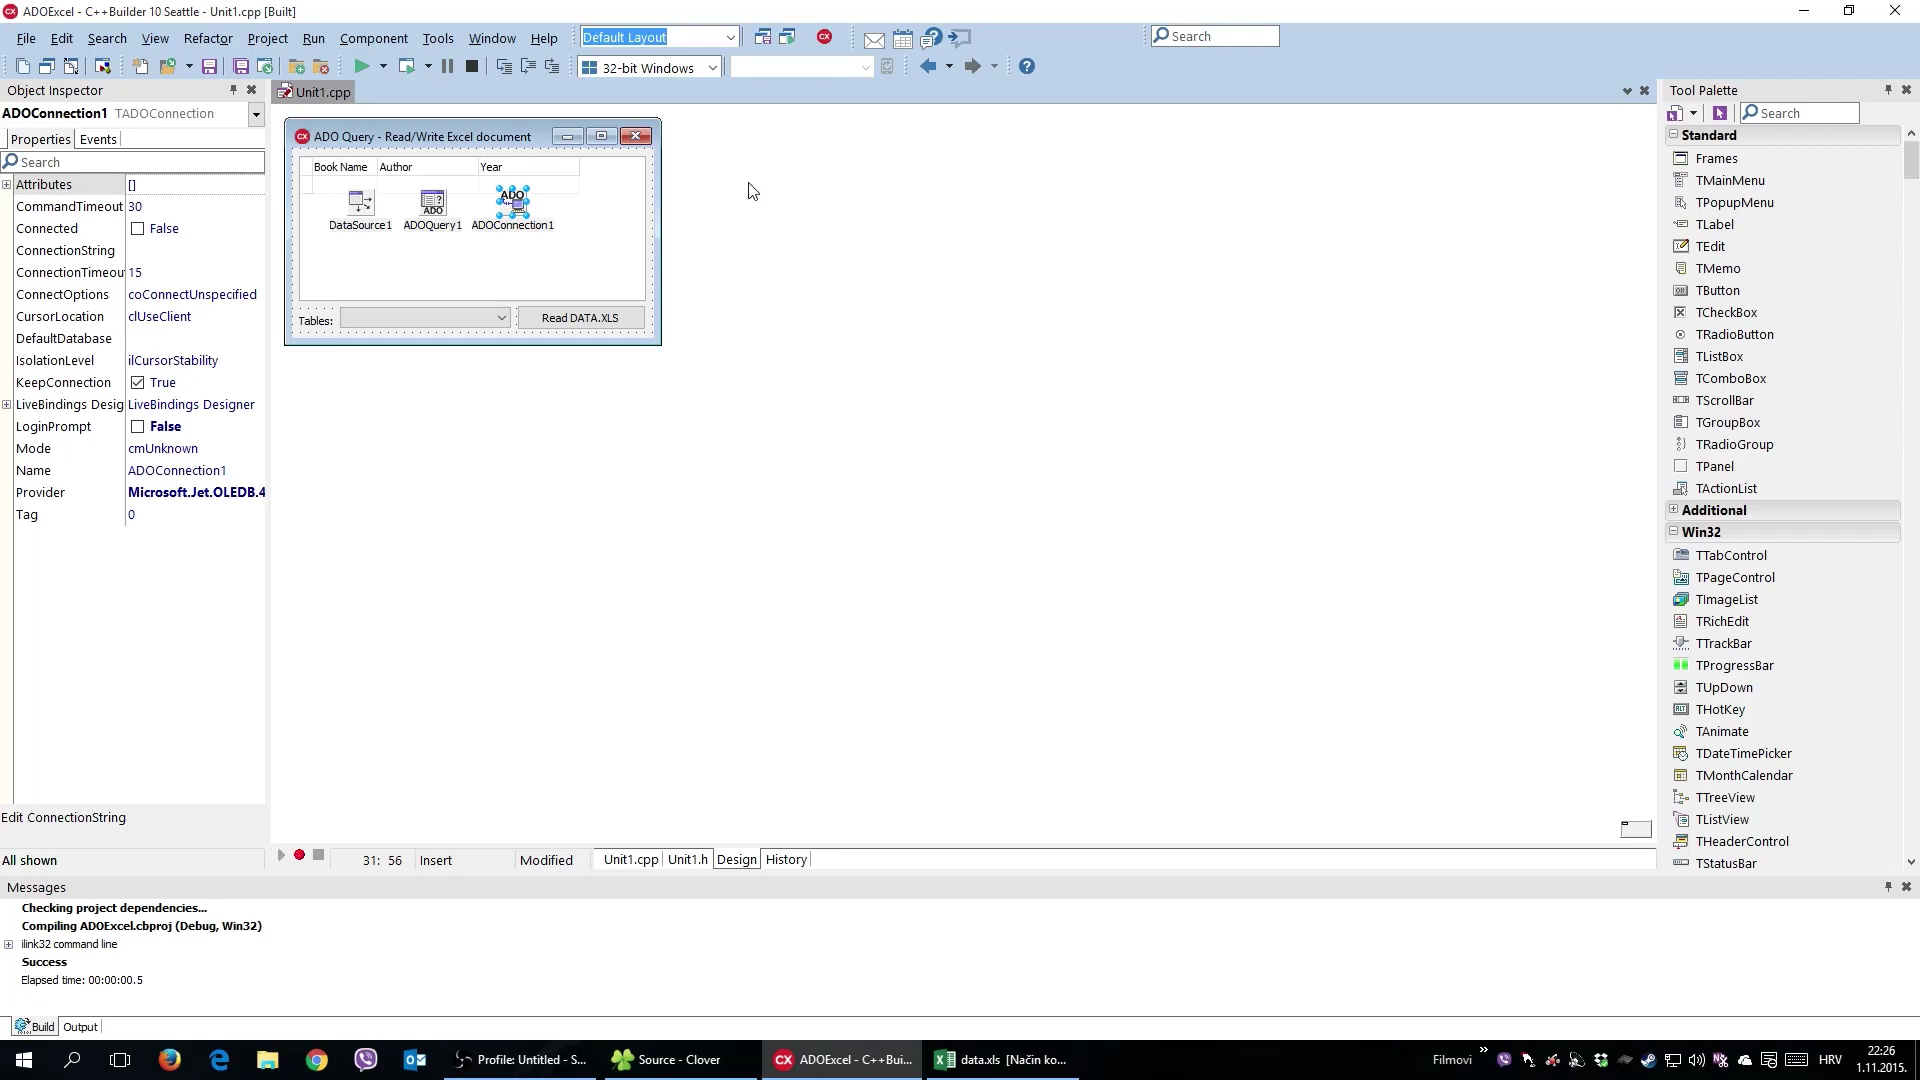 ADOExcel - C++Builder 10 Seattle - Unit1.cpp [Built]
File Edit Search View Refactor Project Run Component Tools Window Help
Default Layout
Search
32-bit Windows
Object Inspector
ADOConnection1 TADOConnection
Properties Events
Search
Attributes []
CommandTimeout 30
Connected False
ConnectionString
ConnectionTimeou 15
ConnectOptions coConnectUnspecified
CursorLocation clUseClient
DefaultDatabase
IsolationLevel ilCursorStability
KeepConnection True
LiveBindings Desig LiveBindings Designer
LoginPrompt False
Mode cmUnknown
Name ADOConnection1
Provider Microsoft.Jet.OLEDB.4
Tag 0
Edit ConnectionString
All shown
Unit1.cpp
ADO Query - Read/Write Excel document
Book Name Author Year
ADO ADO
DataSource1 ADOQuery1 ADOConnection1
Tables: Read DATA.XLS
31: 56 Insert Modified Unit1.cpp Unit1.h Design History
Tool Palette
Search
Standard
Frames
TMainMenu
TPopupMenu
TLabel
TEdit
TMemo
TButton
TCheckBox
TRadioButton
TListBox
TComboBox
TScrollBar
TGroupBox
TRadioGroup
TPanel
TActionList
Additional
Win32
TTabControl
TPageControl
TImageList
TRichEdit
TTrackBar
TProgressBar
TUpDown
THotKey
TAnimate
TDateTimePicker
TMonthCalendar
TTreeView
TListView
THeaderControl
TStatusBar
Messages
Checking project dependencies...
Compiling ADOExcel.cbproj (Debug, Win32)
ilink32 command line
Success
Elapsed time: 00:00:00.5
Build Output
Profile: Untitled - S... Source - Clover ADOExcel - C++Bui... data.xls [Način ko... Filmovi HRV
22:26
1.11.2015.